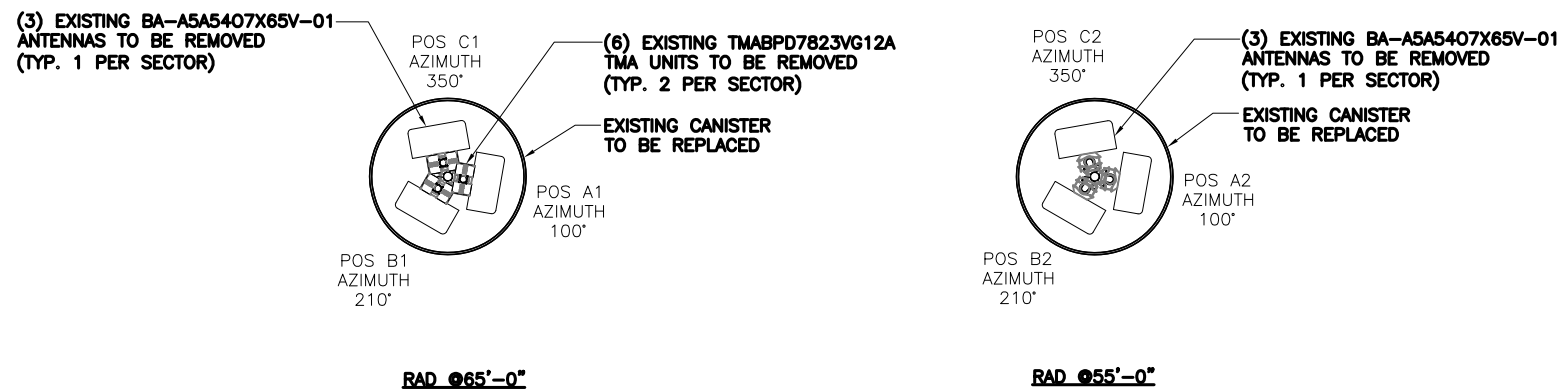 (3) EXISTING BA-A5A5407X65V-01
ANTENNAS TO BE REMOVED
(TYP. 1 PER SECTOR)
POS C1
AZIMUTH
350°
(6) EXISTING TMABPD7823VG12A
TMA UNITS TO BE REMOVED
(TYP. 2 PER SECTOR)
EXISTING CANISTER
TO BE REPLACED
POS A1
AZIMUTH
100°
POS B1
AZIMUTH
210°
RAD @65'-0"
POS C2
AZIMUTH
350°
(3) EXISTING BA-A5A5407X65V-01
ANTENNAS TO BE REMOVED
(TYP. 1 PER SECTOR)
EXISTING CANISTER
TO BE REPLACED
POS A2
AZIMUTH
100°
POS B2
AZIMUTH
210°
RAD @55'-0"